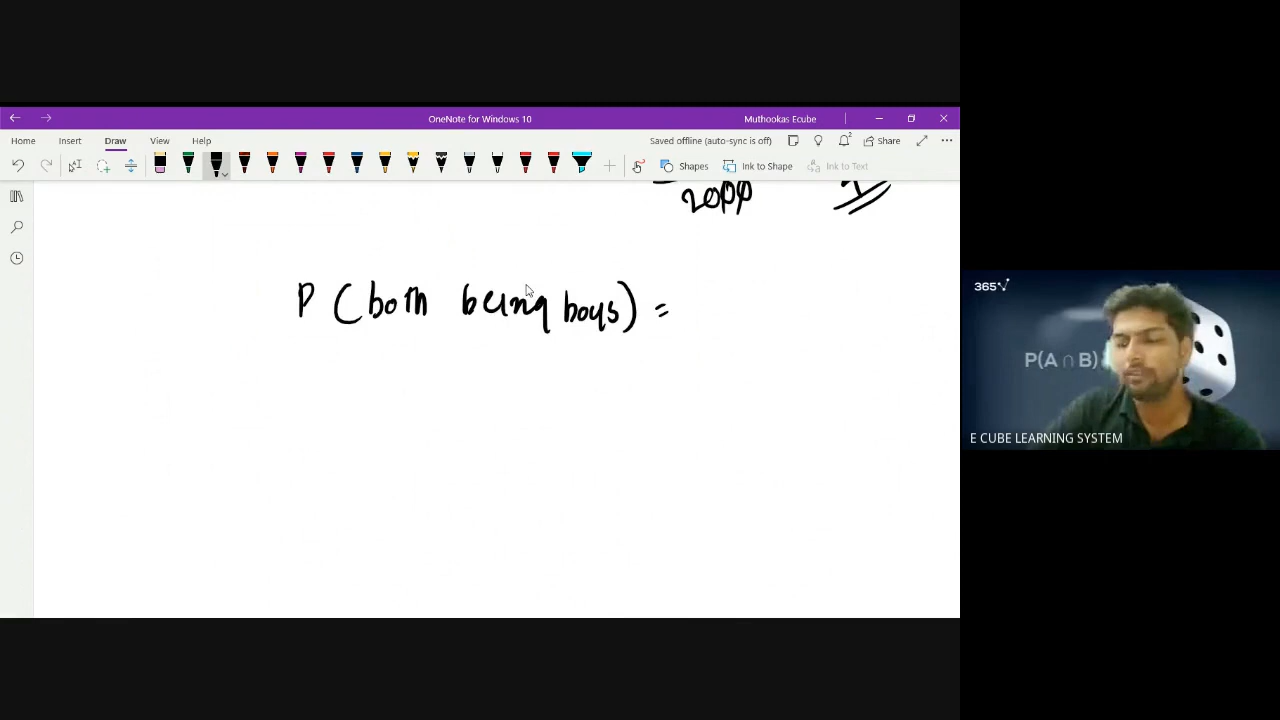 OneNote for Windows 10
Muthookas Ecube
Home Insert Draw View Help
Saved offline (auto-sync is off)
2
Share
Shapes
Ink to Shape
Ink to Text
P (both being boys) =
365
P(A ∩ B)
E CUBE LEARNING SYSTEM